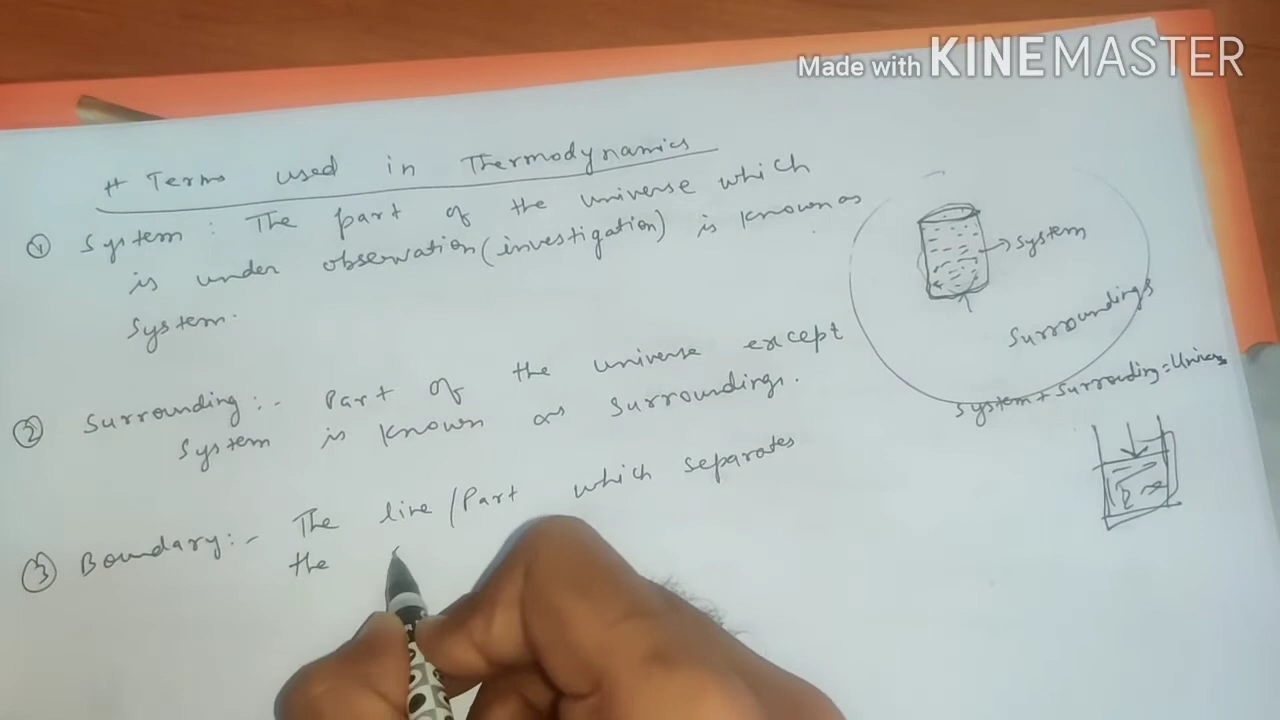 Made with KINEMASTER
# Terms used in Thermodynamics
① System : The part of the universe which
is under observation (investigation) is known as
System.
② Surrounding :- Part of the universe except
System is known as Surroundings.
③ Boundary :- The line / Part which separates
the
System
Surroundings
System + Surrounding = Univers